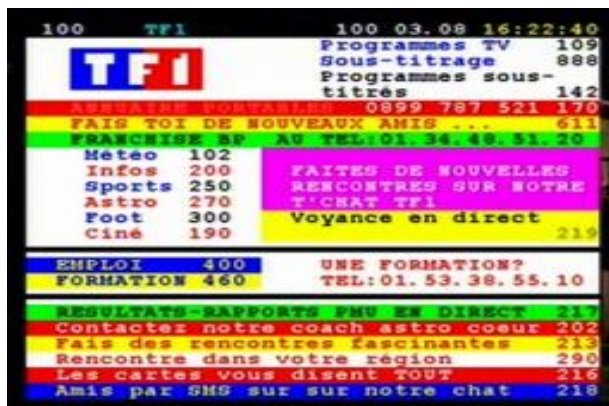 100 TF1 100 03.08 16:22:40
TF1
Programmes TV 109
Sous-titrage 888
Programmes sous-
titrés 142
ANNUAIRE PORTABLES 0899 787 521 170
FAIS TOI DE NOUVEAUX AMIS ... 611
FRANCHISE BP AU TEL:01.34.48.51.20
Météo 102
Infos 200
Sports 250
Astro 270
Foot 300
Ciné 190
FAITES DE NOUVELLES
RENCONTRES SUR NOTRE
T'CHAT TF1
Voyance en direct
219
EMPLOI 400
FORMATION 460
UNE FORMATION?
TEL:01.53.38.55.10
RESULTATS-RAPPORTS PMU EN DIRECT 217
Contactez notre coach astro coeur 202
Fais des rencontres fascinantes 213
Rencontre dans votre région 290
Les cartes vous disent TOUT 216
Amis par SMS sur sur notre chat 218